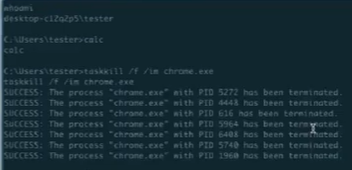 whoami
desktop-ci2q2p5\tester
C:\Users\tester>calc
calc
C:\Users\tester>taskkill /f /im chrome.exe
taskkill /f /im chrome.exe
SUCCESS: The process "chrome.exe" with PID 5272 has been terminated.
SUCCESS: The process "chrome.exe" with PID 4448 has been terminated.
SUCCESS: The process "chrome.exe" with PID 616 has been terminated.
SUCCESS: The process "chrome.exe" with PID 5964 has been terminated.
SUCCESS: The process "chrome.exe" with PID 6408 has been terminated.
SUCCESS: The process "chrome.exe" with PID 5740 has been terminated.
SUCCESS: The process "chrome.exe" with PID 1960 has been terminated.